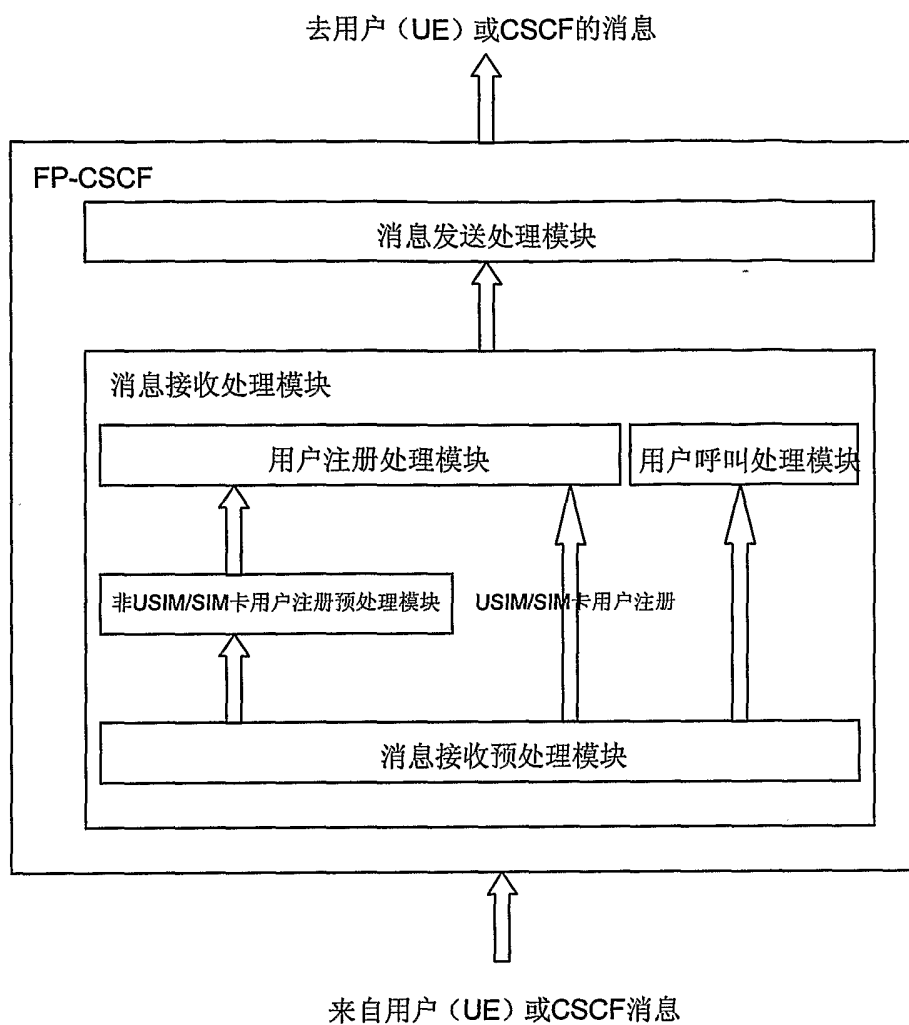 去用户（UE）或CSCF的消息
FP-CSCF
消息发送处理模块
消息接收处理模块
用户注册处理模块
用户呼叫处理模块
非USIM/SIM卡用户注册预处理模块
USIM/SIM卡用户注册
消息接收预处理模块
来自用户（UE）或CSCF消息